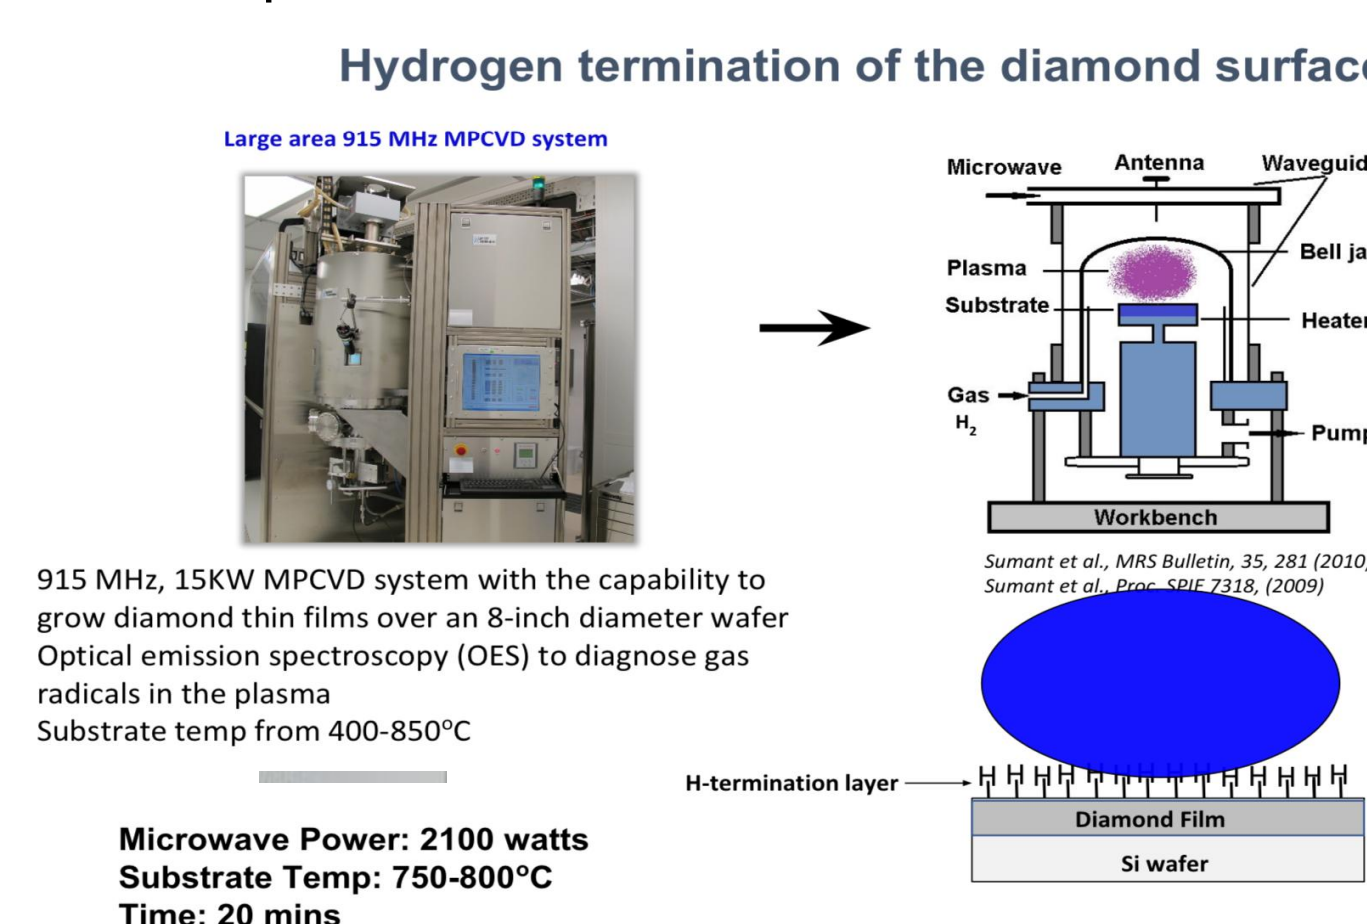 Hydrogen termination of the diamond surfac
Large area 915 MHz MPCVD system
Microwave
Antenna
Waveguid
Plasma
Bell ja
Substrate
Heater
Gas
H2
Pump
Workbench
Sumant et al., MRS Bulletin, 35, 281 (2010)
Sumant et al., Proc. SPIE 7318, (2009)
915 MHz, 15KW MPCVD system with the capability to
grow diamond thin films over an 8-inch diameter wafer
Optical emission spectroscopy (OES) to diagnose gas
radicals in the plasma
Substrate temp from 400-850°C
H-termination layer
H H H H H H H H H H H H H H
Diamond Film
Si wafer
Microwave Power: 2100 watts
Substrate Temp: 750-800°C
Time: 20 mins